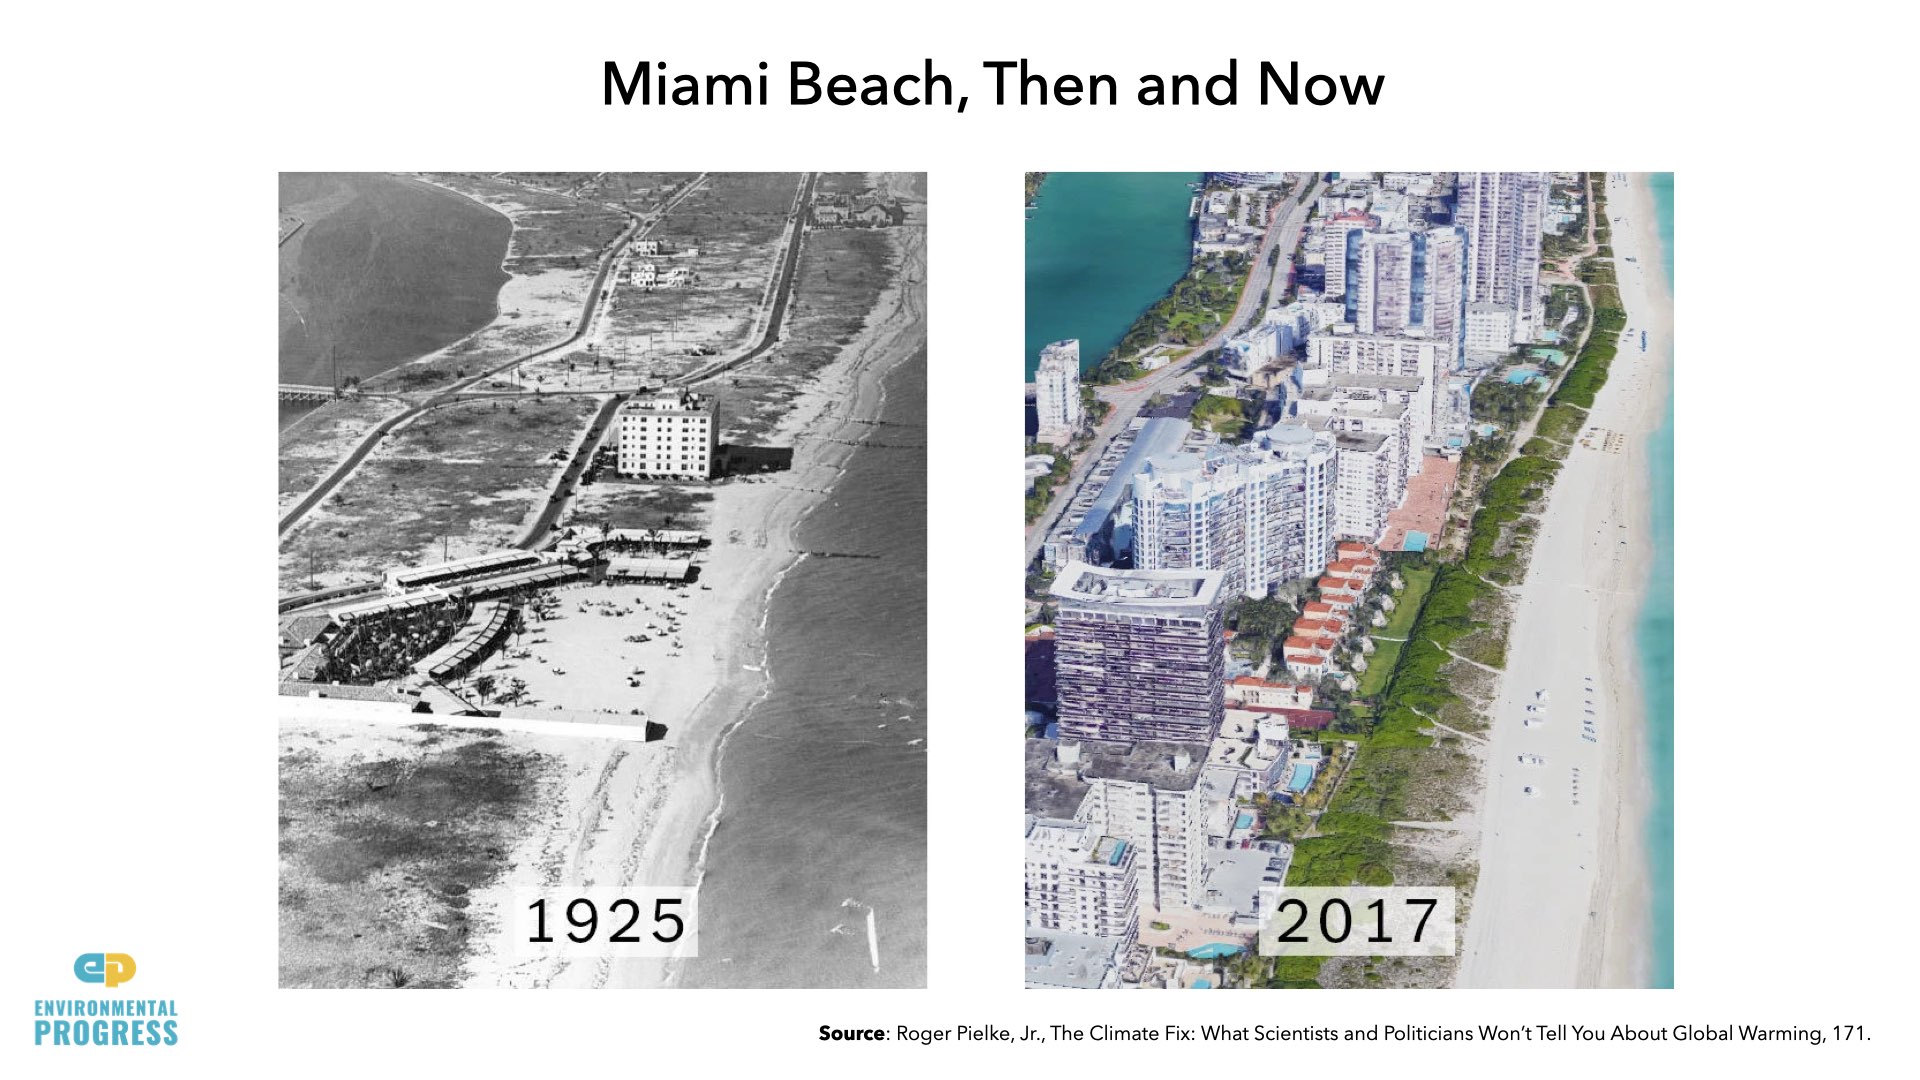 Miami Beach, Then and Now
1925
2017
ep
ENVIRONMENTAL
PROGRESS
Source: Roger Pielke, Jr., The Climate Fix: What Scientists and Politicians Won’t Tell You About Global Warming, 171.